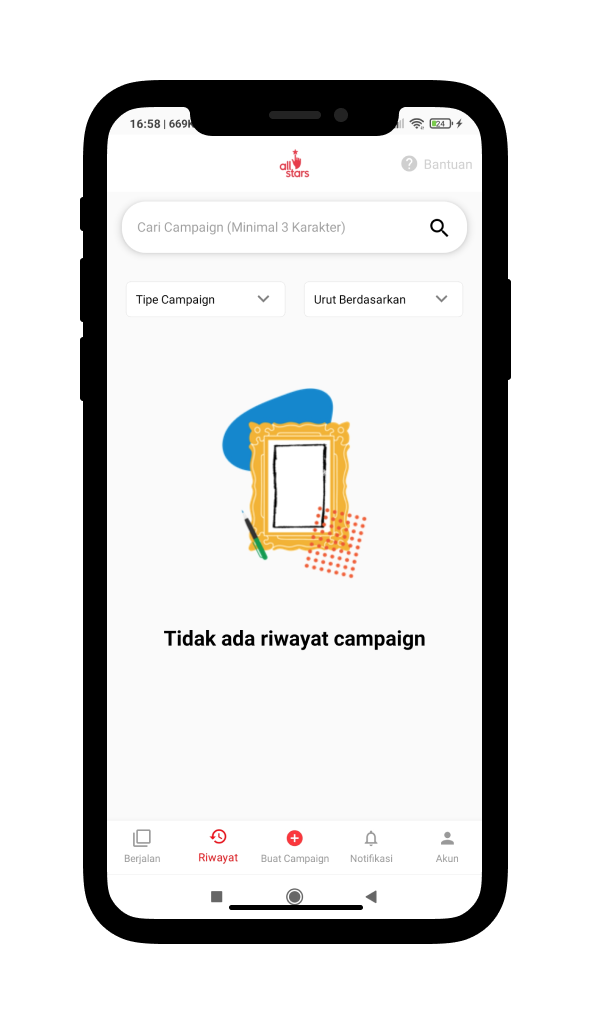 16:58 | 669K
24
all
stars
Bantuan
Cari Campaign (Minimal 3 Karakter)
Tipe Campaign
Urut Berdasarkan
Tidak ada riwayat campaign
Berjalan
Riwayat
Buat Campaign
Notifikasi
Akun